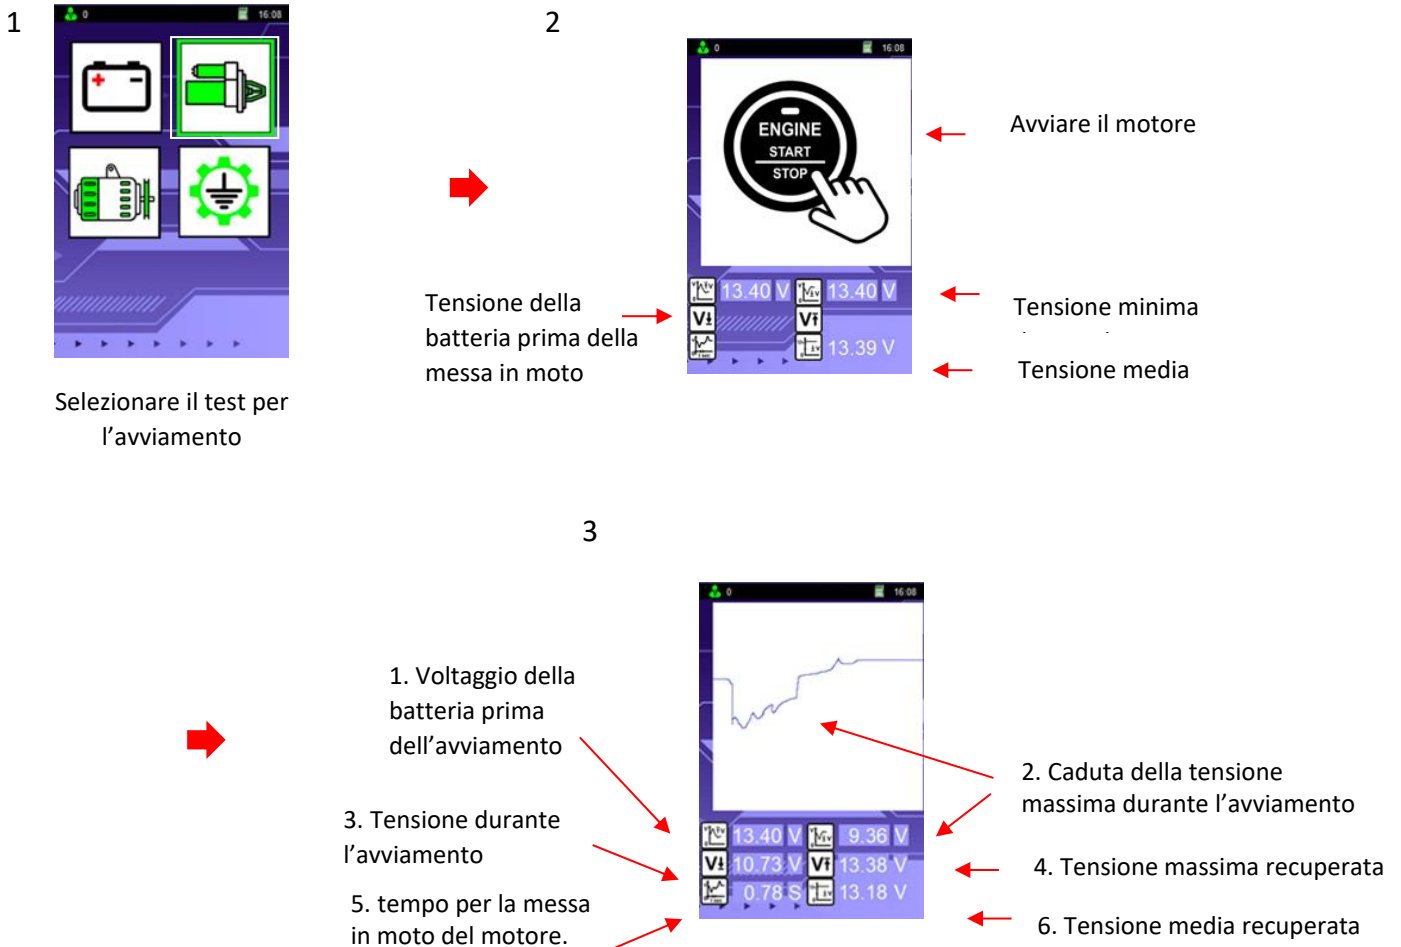 1
0
16:08
Selezionare il test per
l’avviamento
2
0
16:08
ENGINE
START
STOP
13.40 V
13.40 V
13.39 V
Avviare il motore
Tensione della
batteria prima della
messa in moto
Tensione minima
Tensione media
3
0
16:08
1. Voltaggio della
batteria prima
dell’avviamento
3. Tensione durante
l’avviamento
5. tempo per la messa
in moto del motore.
13.40 V
9.36 V
10.73 V
13.38 V
0.78 S
13.18 V
2. Caduta della tensione
massima durante l’avviamento
4. Tensione massima recuperata
6. Tensione media recuperata